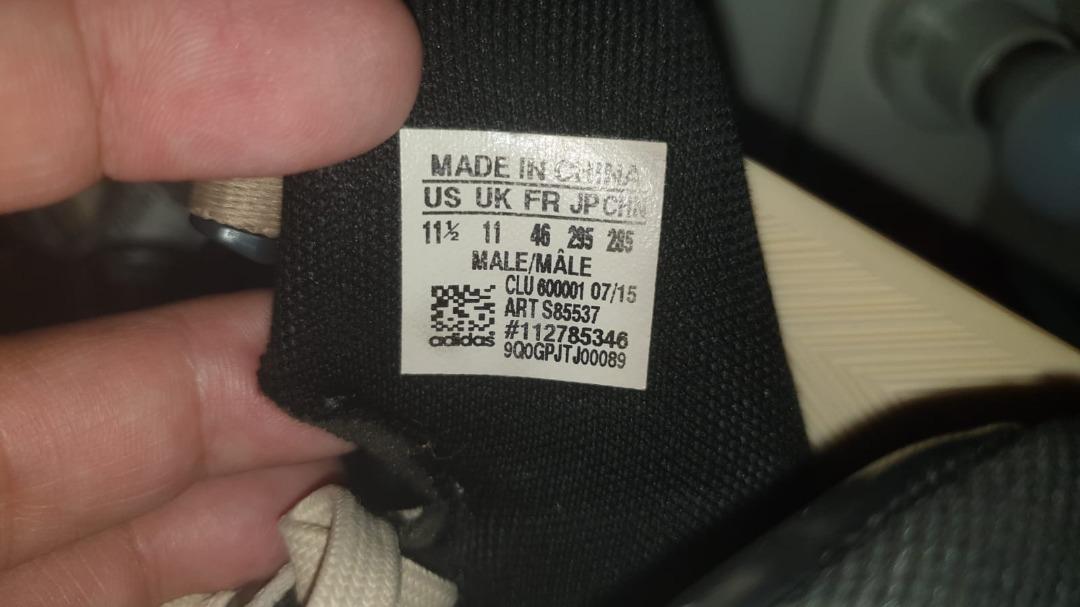 MADE IN CHINA
US UK FR JP CHN
11½ 11 46 295 285
MALE/MÂLE
CLU 600001 07/15
ART S85537
#112785346
adidas
9Q0GPJTJ00089